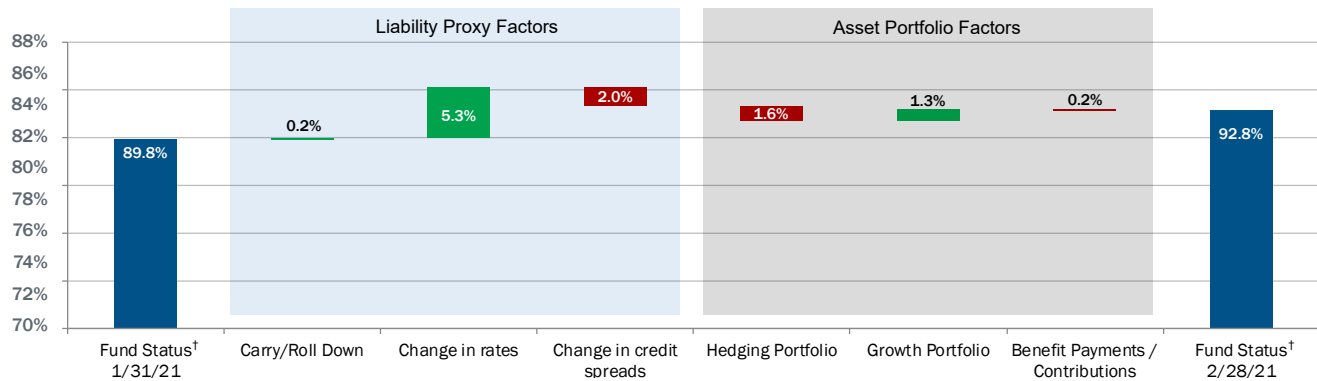 Liability Proxy Factors
Asset Portfolio Factors
88%
86%
84%
82%
80%
78%
76%
74%
72%
70%
89.8%
0.2%
5.3%
2.0%
1.6%
1.3%
0.2%
92.8%
Fund Status†
1/31/21
Carry/Roll Down
Change in rates
Change in credit
spreads
Hedging Portfolio
Growth Portfolio
Benefit Payments /
Contributions
Fund Status†
2/28/21